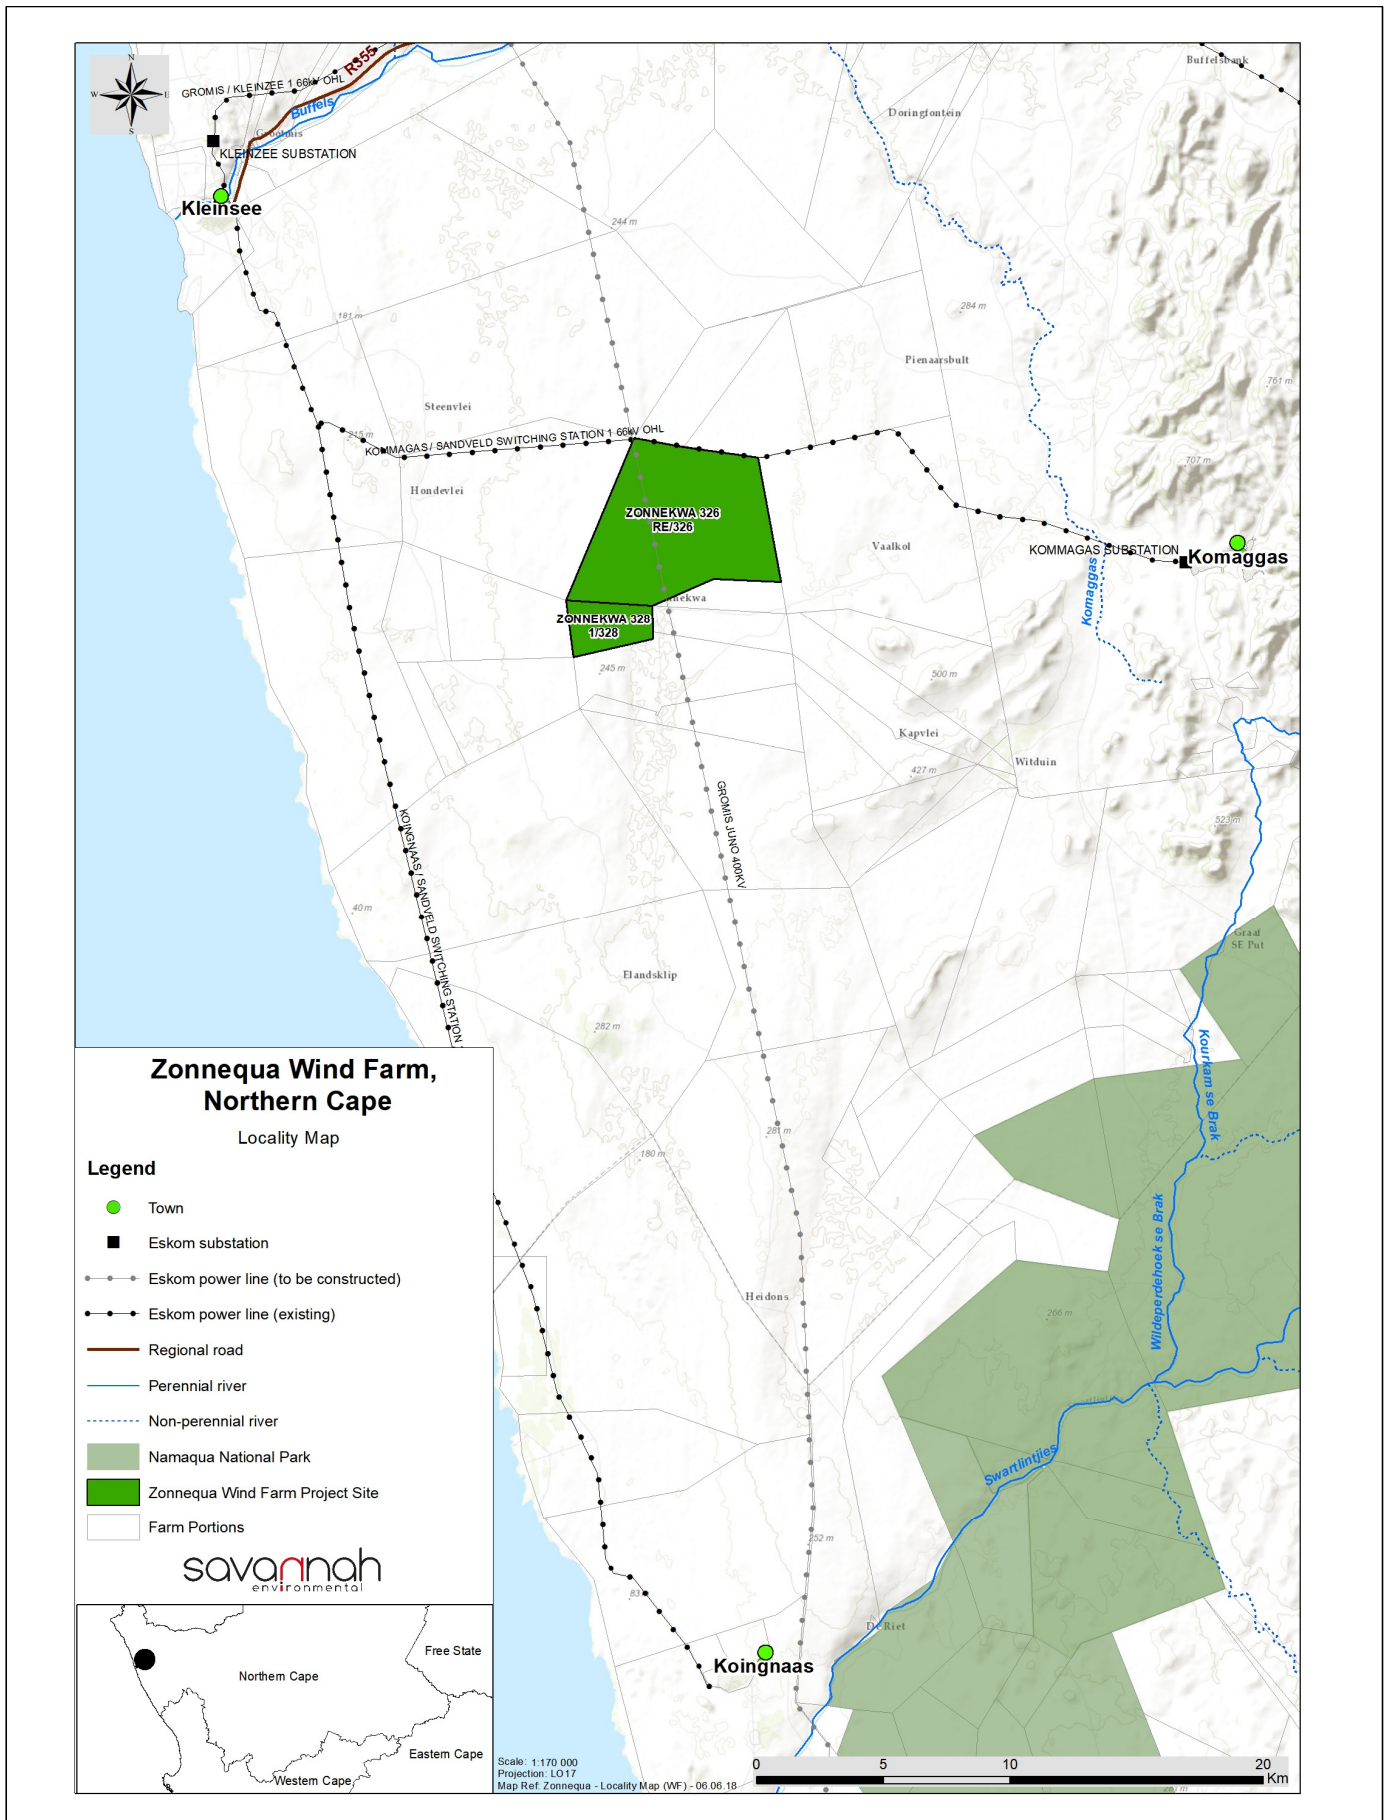 Buffelsbank
N
W
E
S
R355
GROMIS / KLEINZEE 1 66kV OHL
Buffels
Doringfontein
KLEINZEE SUBSTATION
Kleinsee
244 m
181 m
284 m
Pienaarsbult
761 m
Steenvlei
215 m
KOMMAGAS / SANDVELD SWITCHING STATION 1 66kV OHL
707 m
Hondevlei
ZONNEKWA 326
RE/326
Vaalkol
KOMMAGAS SUBSTATION
Komaggas
Komaggas
ZONNEKWA 328
1/328
245 m
500 m
Kapvlei
Witduin
427 m
GROMIS JUNO 400KV
523 m
KOINGNAAS / SANDVELD SWITCHING STATION
40 m
Graaf
SE Put
Elandsklip
282 m
Kourkam se Brak
281 m
180 m
Wildeperdehoek se Brak
Heidons
266 m
Swartlintjies
252 m
83
De Riet
Koingnaas
Zonnequa Wind Farm,
Northern Cape
Locality Map
Legend
Town
Eskom substation
Eskom power line (to be constructed)
Eskom power line (existing)
Regional road
Perennial river
Non-perennial river
Namaqua National Park
Zonnequa Wind Farm Project Site
Farm Portions
savannah
environmental
Free State
Northern Cape
Eastern Cape
Western Cape
Scale: 1:170 000
Projection: LO17
Map Ref: Zonnequa - Locality Map (WF) - 06.06.18
0 5 10 20
Km